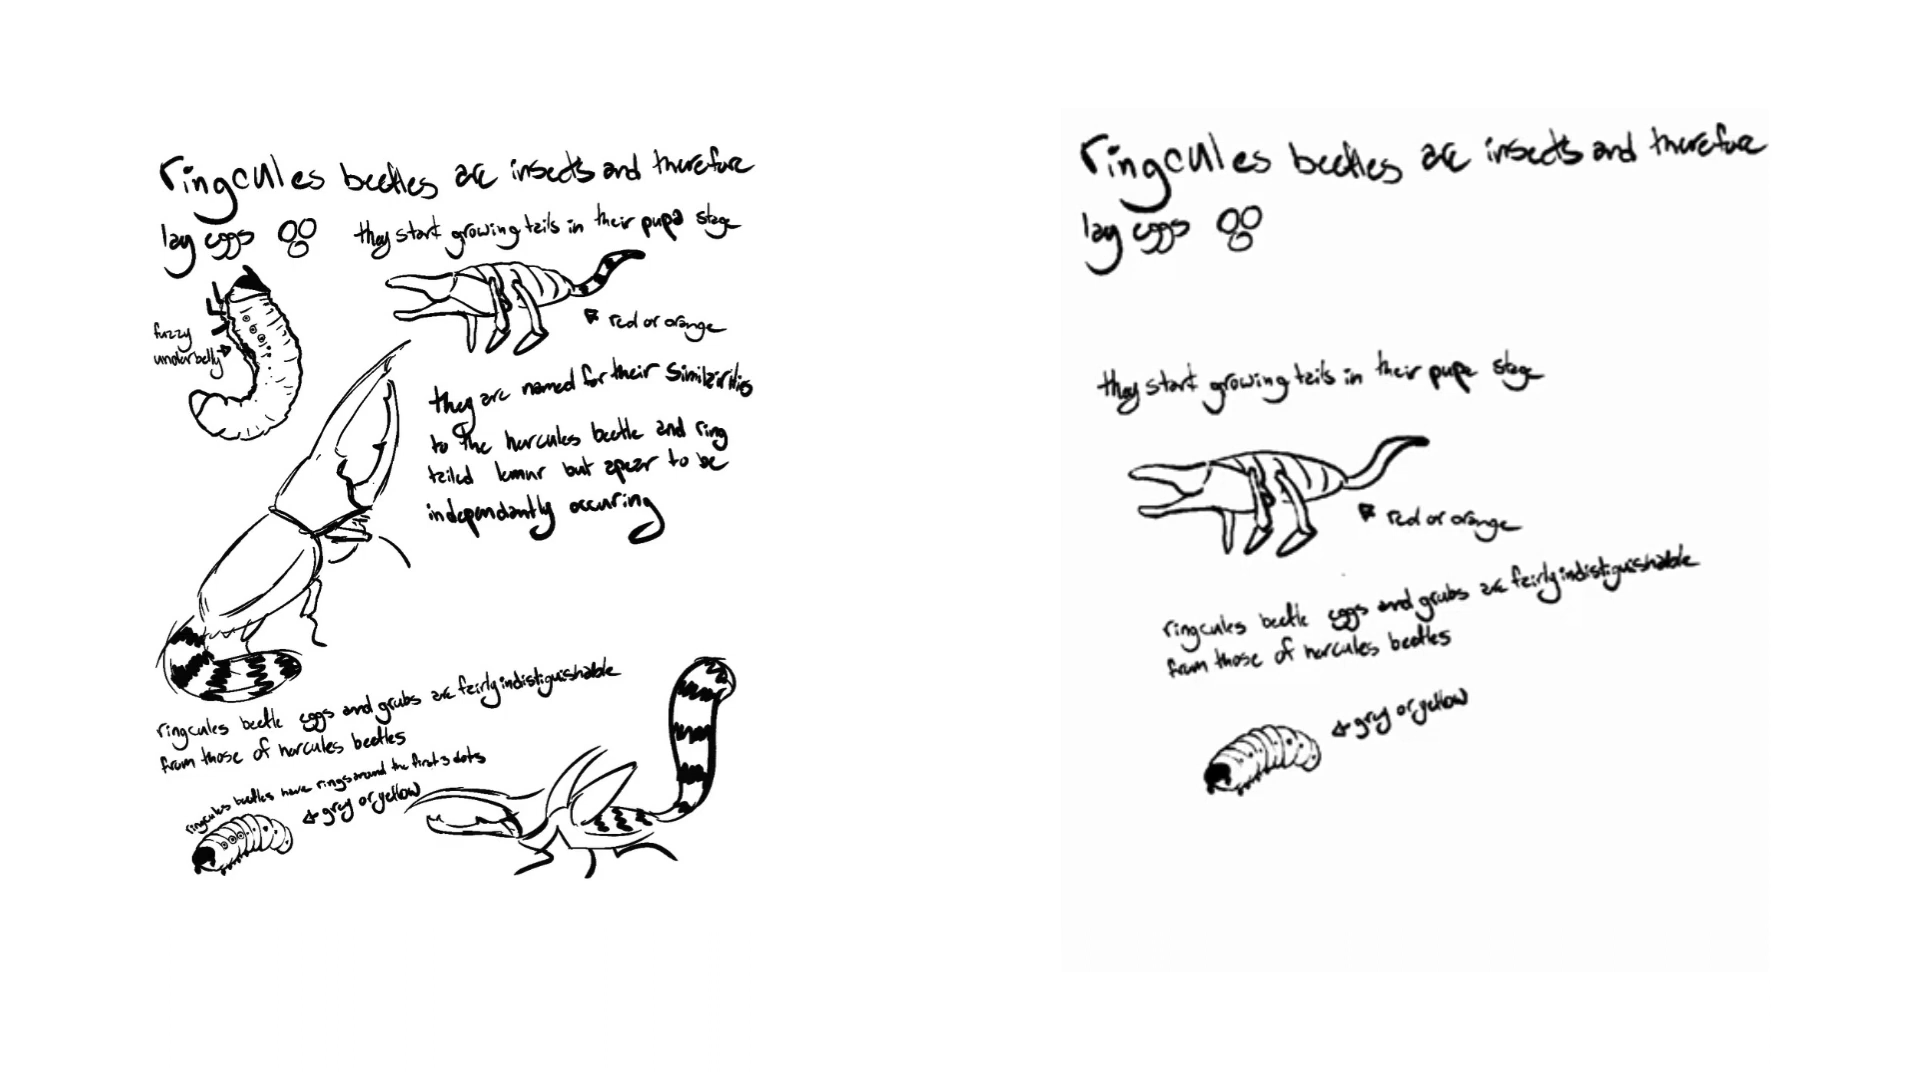 ringcules beetles are insects and therefore
lay eggs
they start growing tails in their pupa stage
red or orange
fuzzy
underbelly
they are named for their similarities
to the hercules beetle and ring
tailed lemur but apear to be
independantly occuring
ringcules beetle eggs and grubs are fairly indistiguishable
from those of hercules beetles
ringcules beetles have rings around the first 3 dots
grey or yellow
ringcules beetles are insects and therefore
lay eggs
they start growing tails in their pupa stage
red or orange
ringcules beetle eggs and grubs are fairly indistiguishable
from those of hercules beetles
grey or yellow